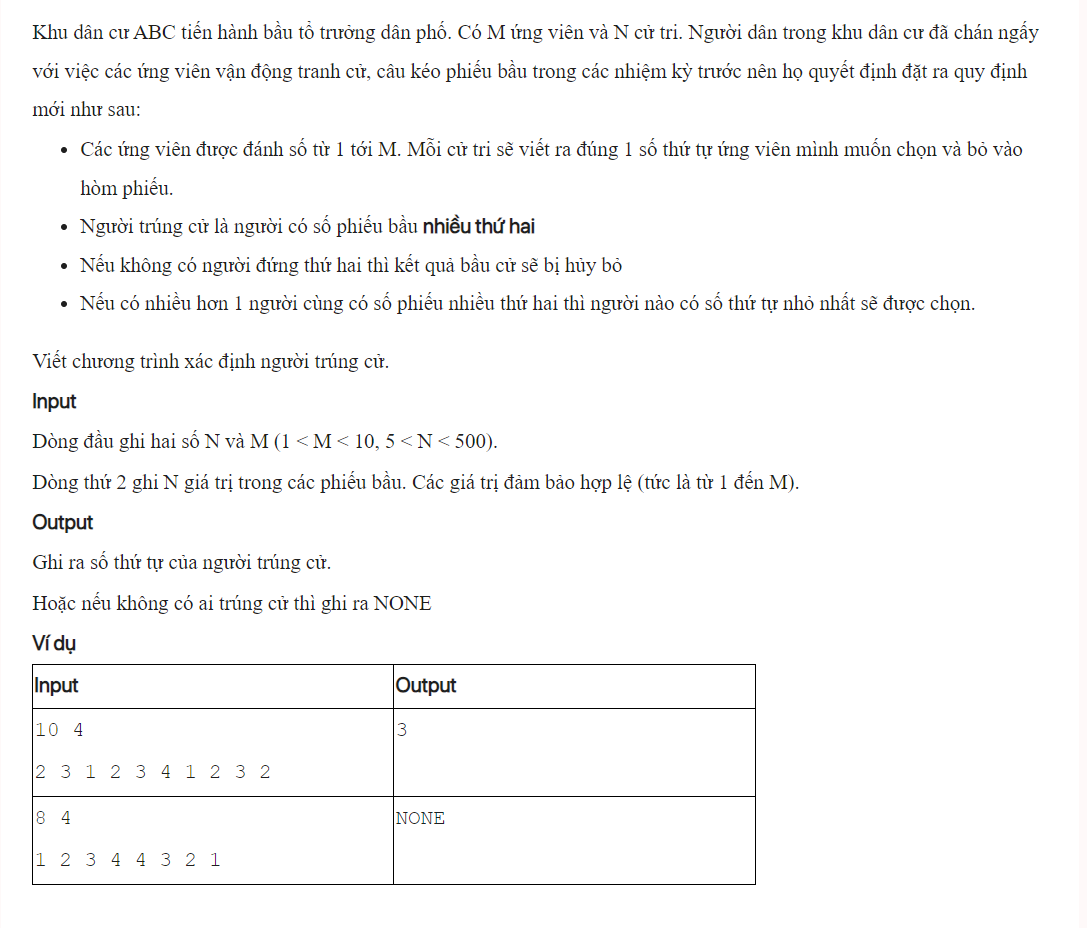 Khu dân cư ABC tiến hành bầu tổ trưởng dân phố. Có M ứng viên và N cử tri. Người dân trong khu dân cư đã chán ngấy
với việc các ứng viên vận động tranh cử, câu kéo phiếu bầu trong các nhiệm kỳ trước nên họ quyết định đặt ra quy định
mới như sau:
• Các ứng viên được đánh số từ 1 tới M. Mỗi cử tri sẽ viết ra đúng 1 số thứ tự ứng viên mình muốn chọn và bỏ vào
hòm phiếu.
• Người trúng cử là người có số phiếu bầu nhiều thứ hai
• Nếu không có người đứng thứ hai thì kết quả bầu cử sẽ bị hủy bỏ
• Nếu có nhiều hơn 1 người cùng có số phiếu nhiều thứ hai thì người nào có số thứ tự nhỏ nhất sẽ được chọn.
Viết chương trình xác định người trúng cử.
Input
Dòng đầu ghi hai số N và M (1 < M < 10, 5 < N < 500).
Dòng thứ 2 ghi N giá trị trong các phiếu bầu. Các giá trị đảm bảo hợp lệ (tức là từ 1 đến M).
Output
Ghi ra số thứ tự của người trúng cử.
Hoặc nếu không có ai trúng cử thì ghi ra NONE
Ví dụ
Input Output
10 4 3
2 3 1 2 3 4 1 2 3 2
8 4 NONE
1 2 3 4 4 3 2 1